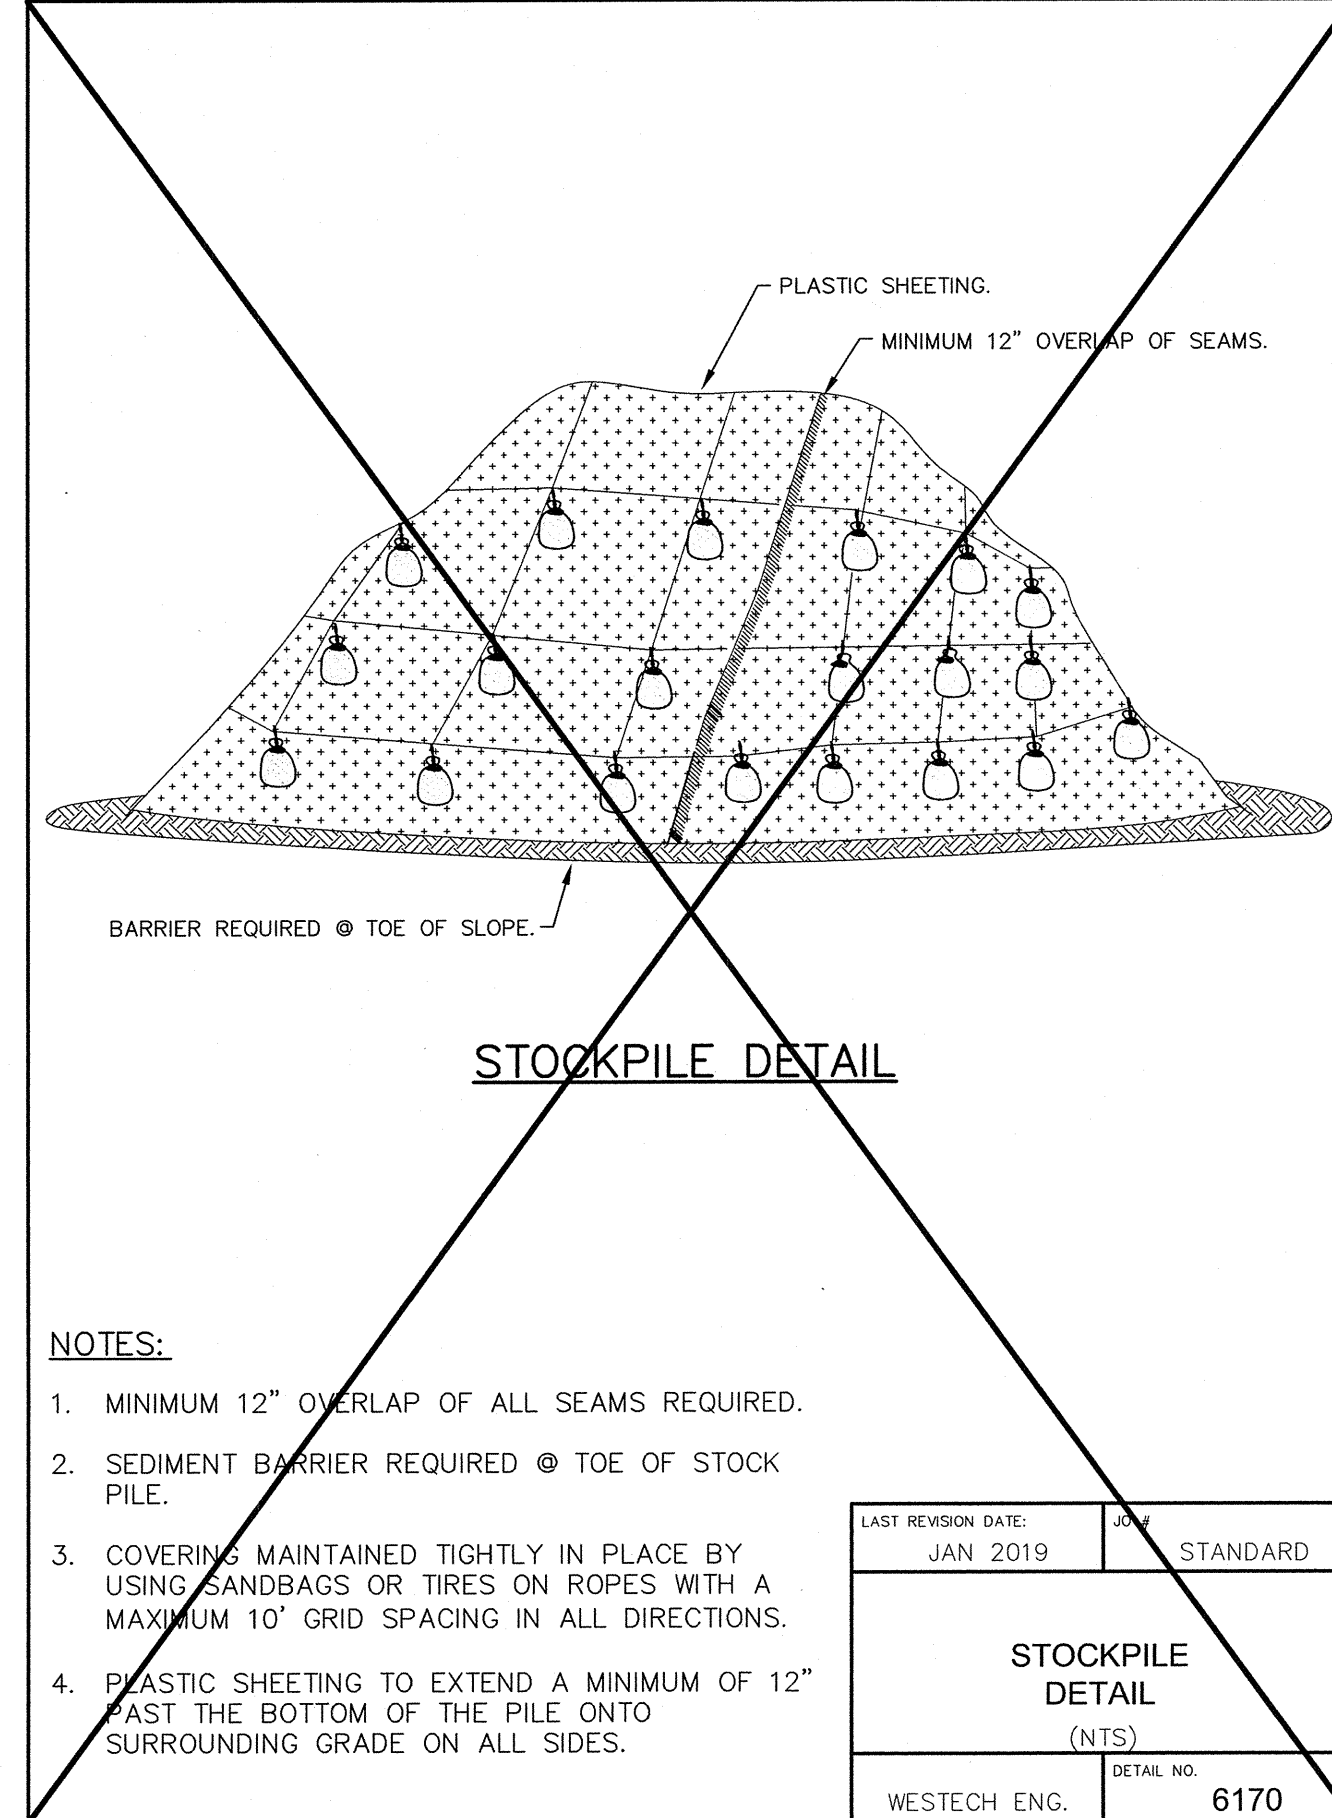 PLASTIC SHEETING.
MINIMUM 12" OVERLAP OF SEAMS.
BARRIER REQUIRED @ TOE OF SLOPE.
STOCKPILE DETAIL
NOTES:
1. MINIMUM 12" OVERLAP OF ALL SEAMS REQUIRED.
2. SEDIMENT BARRIER REQUIRED @ TOE OF STOCK
PILE.
3. COVERING MAINTAINED TIGHTLY IN PLACE BY
USING SANDBAGS OR TIRES ON ROPES WITH A
MAXIMUM 10' GRID SPACING IN ALL DIRECTIONS.
4. PLASTIC SHEETING TO EXTEND A MINIMUM OF 12"
PAST THE BOTTOM OF THE PILE ONTO
SURROUNDING GRADE ON ALL SIDES.
LAST REVISION DATE:
JAN 2019
JOB #
STANDARD
STOCKPILE
DETAIL
(NTS)
WESTECH ENG.
DETAIL NO.
6170